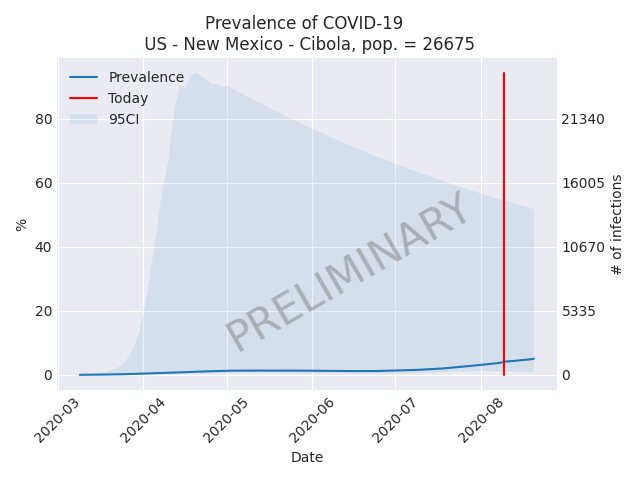 Prevalence of COVID-19
US - New Mexico - Cibola, pop. = 26675
Prevalence
Today
95CI
80
60
40
20
0
%
21340
16005
10670
5335
0
# of infections
PRELIMINARY
2020-03
2020-04
2020-05
2020-06
2020-07
2020-08
Date